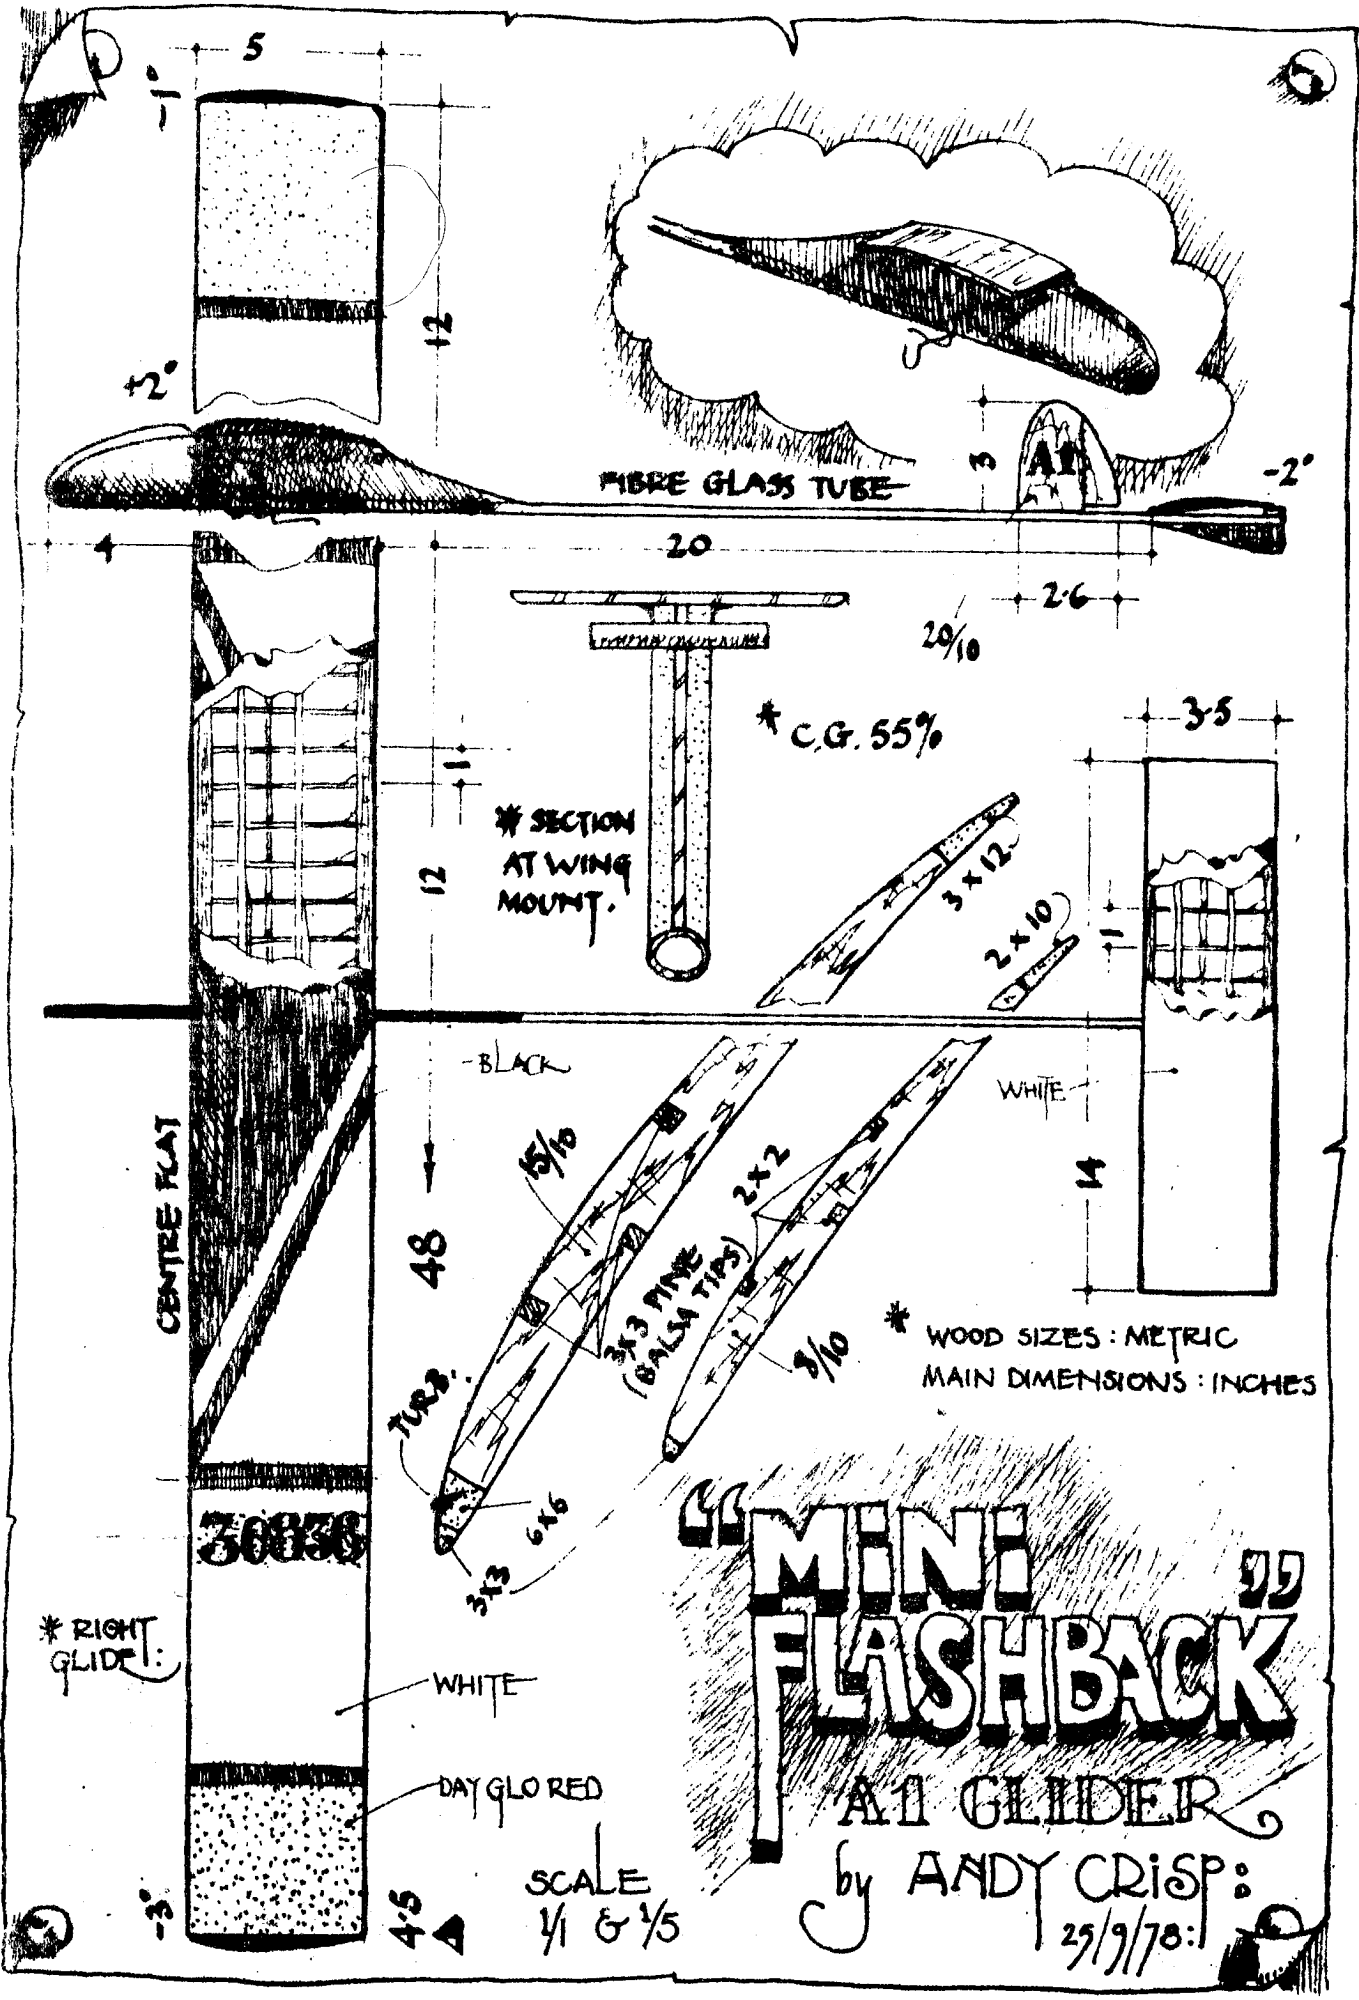 5
-1°
12
+2°
A1
3
FIBRE GLASS TUBE
-2°
4
20
2·6
20/10
3·5
* C.G. 55%
1
12
* SECTION
AT WING
MOUNT.
3 x 12
2 x 10
1
BLACK
WHITE
CENTRE FLAT
48
15/10
2 x 2
3x3 PINE
(BALSA TIPS)
14
8/10
* WOOD SIZES : METRIC
MAIN DIMENSIONS : INCHES
TURB.
6x6
3x3
30836
* RIGHT
GLIDE:
WHITE
DAY GLO RED
-3°
4·5
SCALE
1/1 & 1/5
"MiNi
FLASHBACK"
A1 GLIDER
by ANDY CRiSP:
25/9/78: